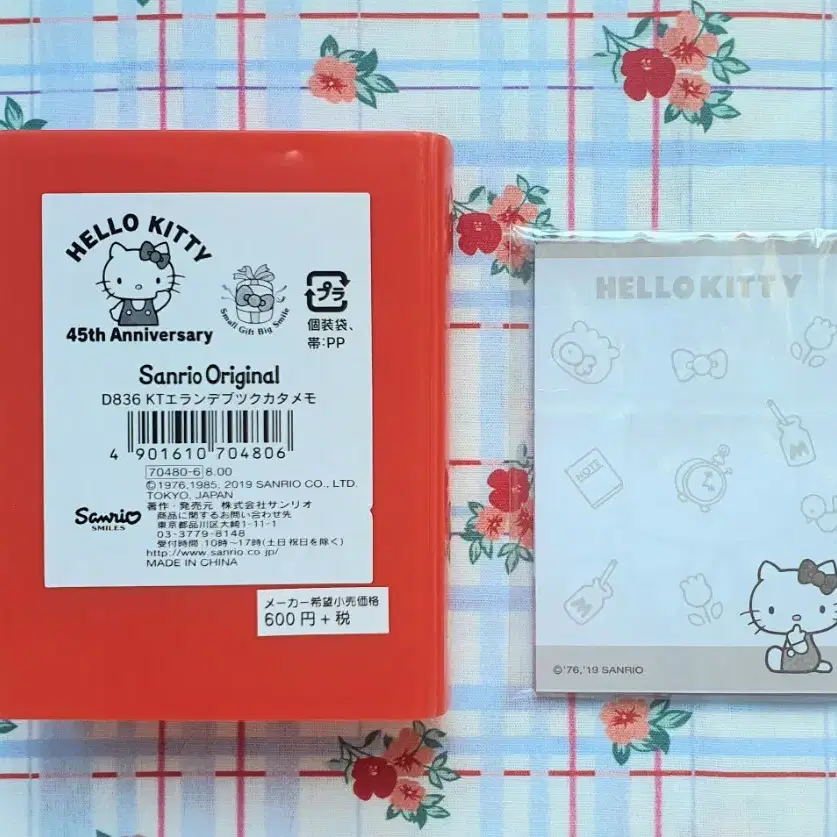 HELLO KITTY
45th Anniversary
Small Gift Big Smile
プラ
個装袋、
帯:PP
Sanrio Original
D836 KTエランデブックカタメモ
4 901610 704806
70480-6 8.00
©1976,1985, 2019 SANRIO CO., LTD.
TOKYO, JAPAN
著作・発売元 株式会社サンリオ
商品に関するお問い合わせ先
東京都品川区大崎1-11-1
03-3779-8148
受付時間 10時〜17時(土日祝日を除く)
http://www.sanrio.co.jp/
MADE IN CHINA
Sanrio
SMILES
メーカー希望小売価格
600円+税
HELLO KITTY
NOTE
M
M
©'76,'19 SANRIO